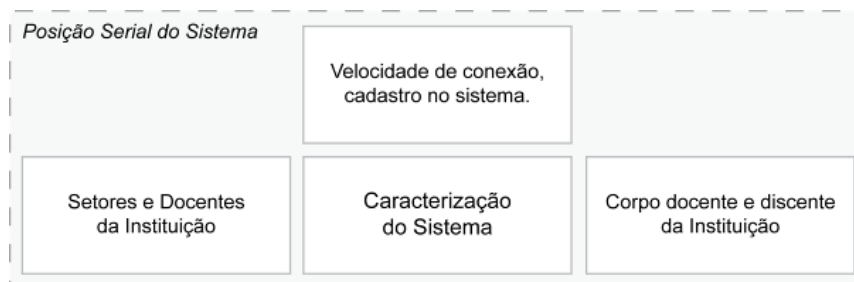 Posição Serial do Sistema
Velocidade de conexão,
cadastro no sistema.
Setores e Docentes
da Instituição
Caracterização
do Sistema
Corpo docente e discente
da Instituição